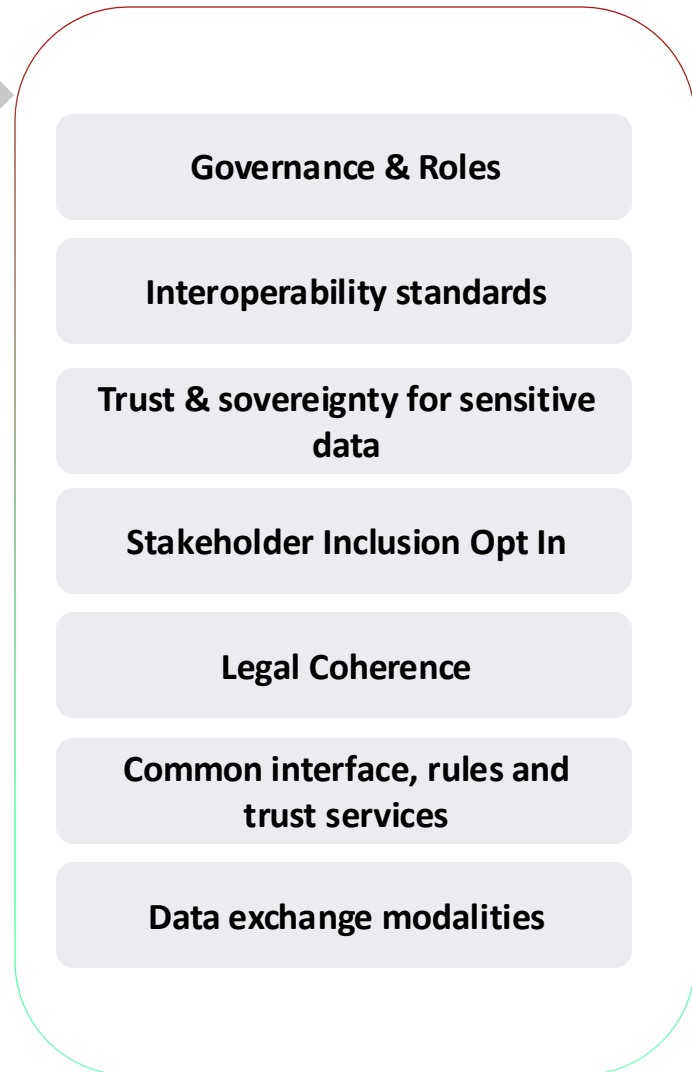 Governance & Roles
Interoperability standards
Trust & sovereignty for sensitive
data
Stakeholder Inclusion Opt In
Legal Coherence
Common interface, rules and
trust services
Data exchange modalities